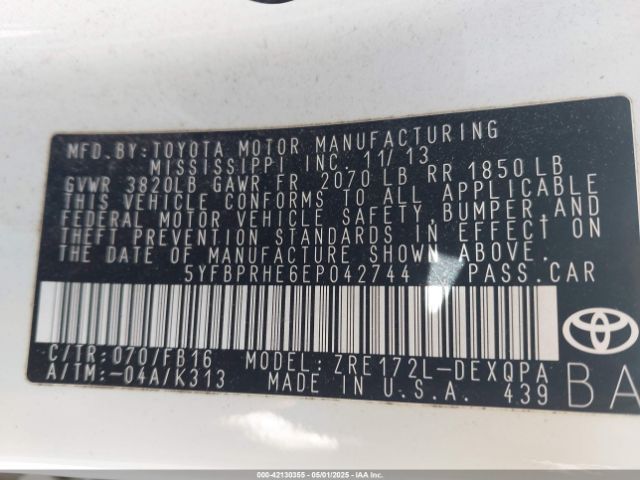 MFD. BY: TOYOTA MOTOR MANUFACTURING
MISSISSIPPI INC. 11/13
GVWR 3820LB GAWR FR 2070 LB RR 1850 LB
THIS VEHICLE CONFORMS TO ALL APPLICABLE
FEDERAL MOTOR VEHICLE SAFETY, BUMPER, AND
THEFT PREVENTION STANDARDS IN EFFECT ON
THE DATE OF MANUFACTURE SHOWN ABOVE.
5YFBPRHE6EP042744 PASS.CAR
C/TR: 070/FB16 MODEL: ZRE172L-DEXQPA
A/TM: -04A/K313 MADE IN U.S.A. 439
BA
000-42130355 - 05/01/2025 - IAA Inc.